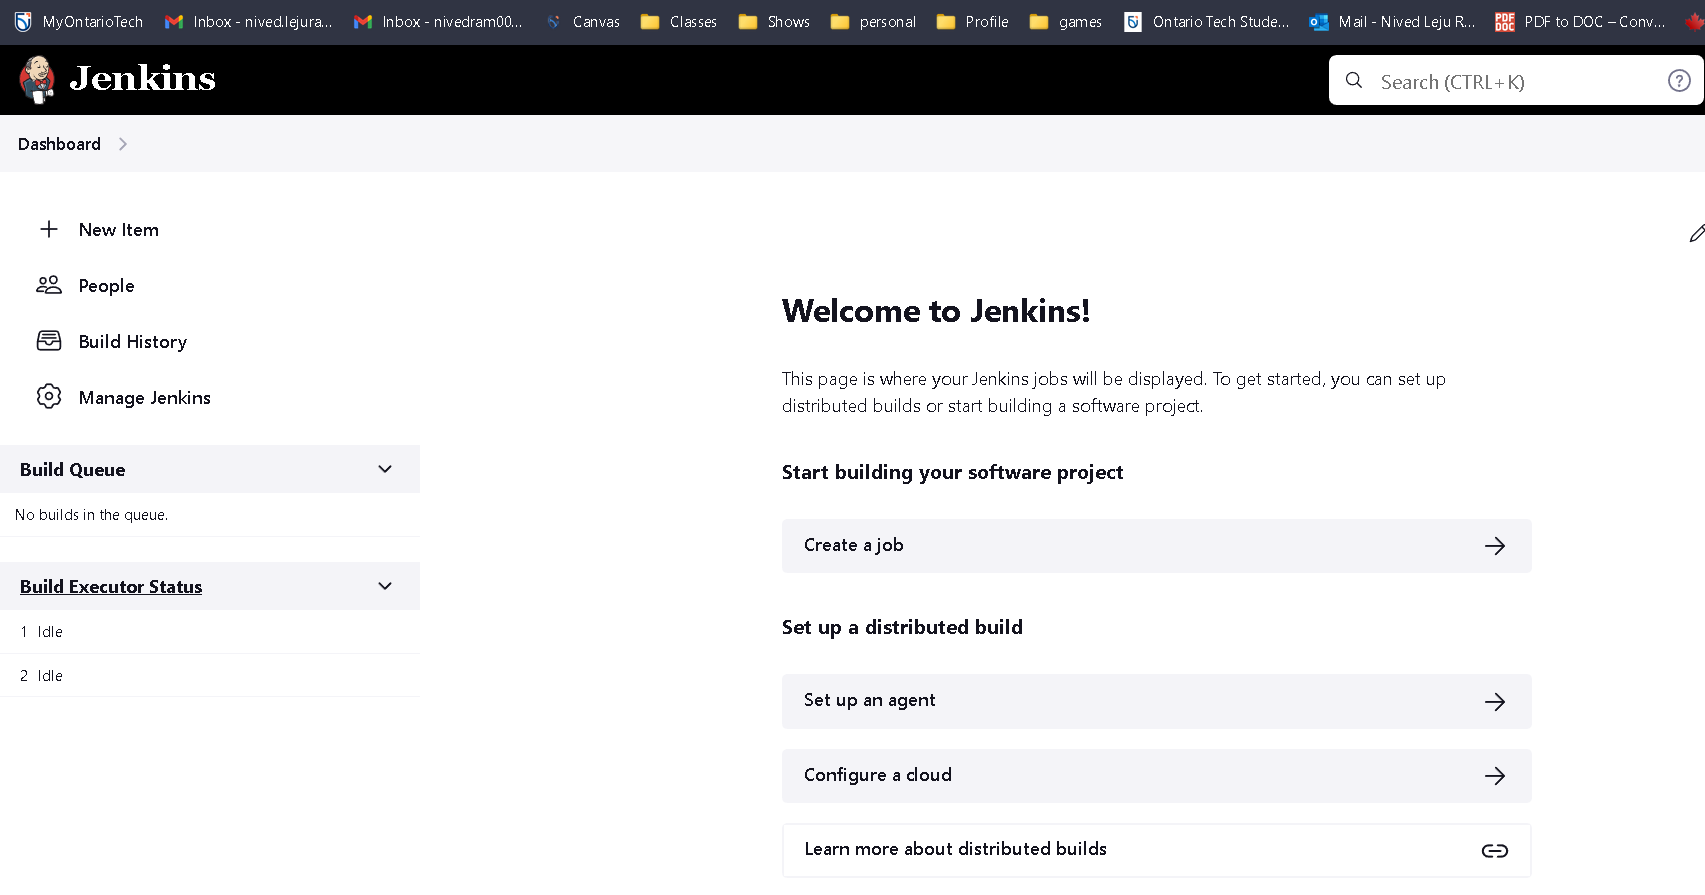 MyOntarioTech Inbox - nived.lejura... Inbox - nivedram00... Canvas Classes Shows personal Profile games Ontario Tech Stude... Mail - Nived Leju R... PDF to DOC – Conv...
Jenkins
Search (CTRL+K)
Dashboard
New Item
People
Build History
Manage Jenkins
Build Queue
No builds in the queue.
Build Executor Status
1 Idle
2 Idle
Welcome to Jenkins!
This page is where your Jenkins jobs will be displayed. To get started, you can set up
distributed builds or start building a software project.
Start building your software project
Create a job
Set up a distributed build
Set up an agent
Configure a cloud
Learn more about distributed builds